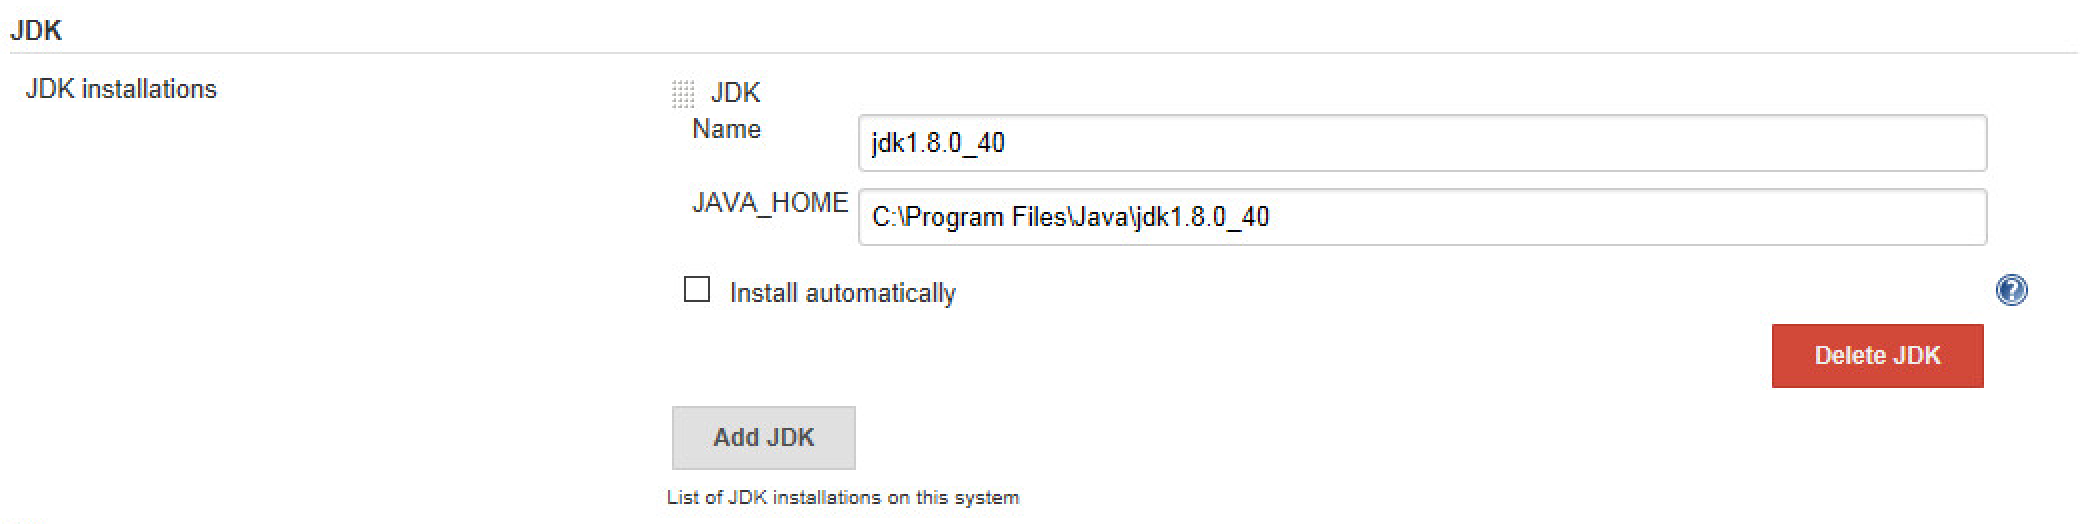 JDK
JDK installations
JDK
Name
jdk1.8.0_40
JAVA_HOME
C:\Program Files\Java\jdk1.8.0_40
Install automatically
?
Delete JDK
Add JDK
List of JDK installations on this system